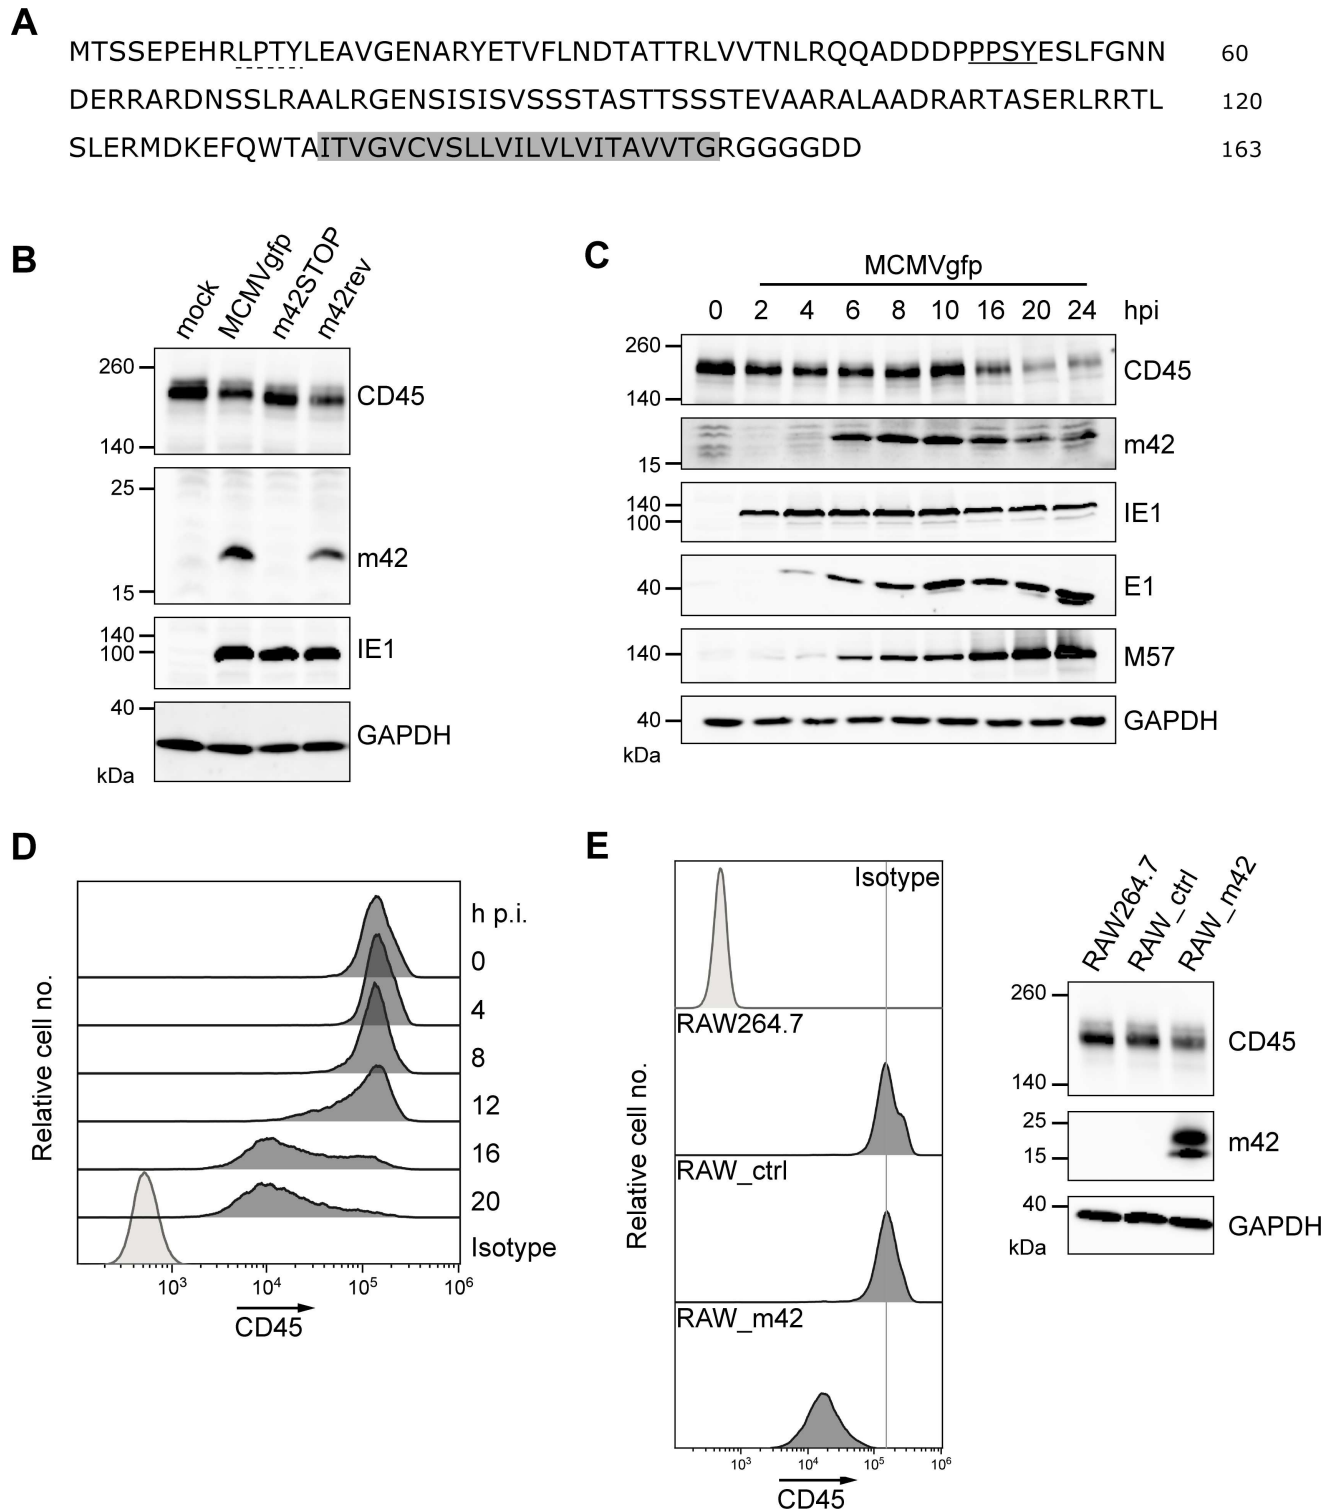 A
MTSSEPEHRLPTYLEAVGENARYETVFLNDTATTRLVVTNLRQQADDDPPPSYESLFGNN 60
DERRARDNSSLRAALRGENSISISVSSSTASTTSSSTEVAARALAADRARTASERLRRTL 120
SLERMDKEFQWTAITVGVCVSLLVILVLVITAVVTGRGGGGDD 163
B
mock MCMVgfp m42STOP m42rev
260
CD45
140
25
m42
15
140
100
IE1
40
GAPDH
kDa
C
MCMVgfp
0 2 4 6 8 10 16 20 24 hpi
260
CD45
140
m42
15
140
100
IE1
40
E1
140
M57
40
GAPDH
kDa
D
Relative cell no.
h p.i.
0
4
8
12
16
20
Isotype
10³ 10⁴ 10⁵ 10⁶
CD45
E
Relative cell no.
Isotype
RAW264.7
RAW_ctrl
RAW_m42
10³ 10⁴ 10⁵ 10⁶
CD45
RAW264.7 RAW_ctrl RAW_m42
260
CD45
140
25
m42
15
40
GAPDH
kDa